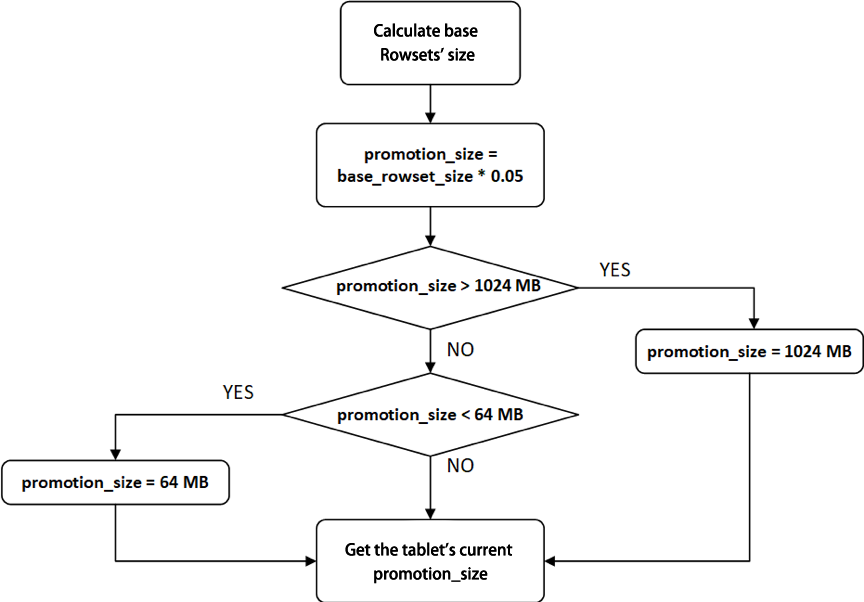 Calculate base
Rowsets’ size
promotion_size =
base_rowset_size * 0.05
promotion_size > 1024 MB
YES
NO
promotion_size = 1024 MB
YES
promotion_size < 64 MB
NO
promotion_size = 64 MB
Get the tablet’s current
promotion_size